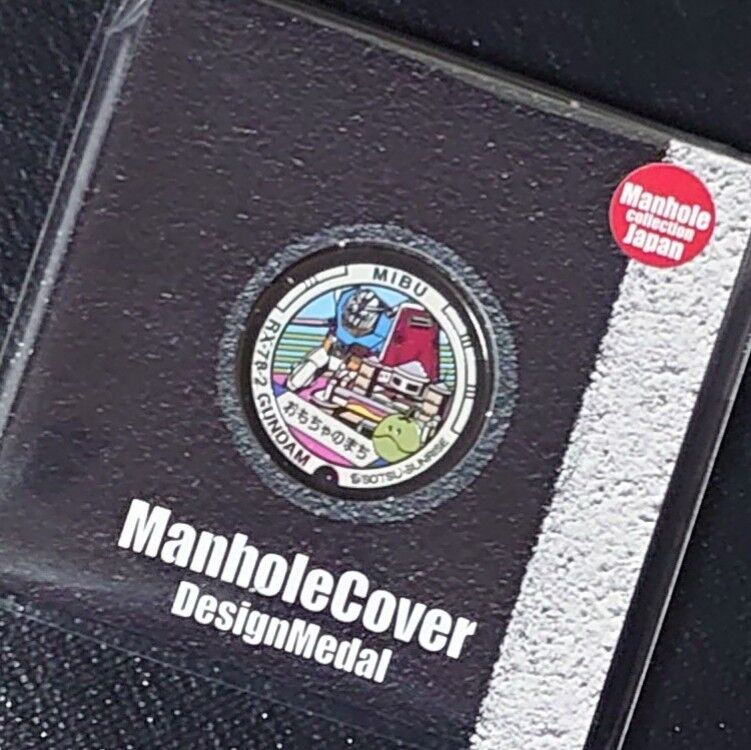 Manhole
collection
Japan
MIBU
RX-78-2 GUNDAM
おもちゃのまち
©SOTSU・SUNRISE
ManholeCover
DesignMedal